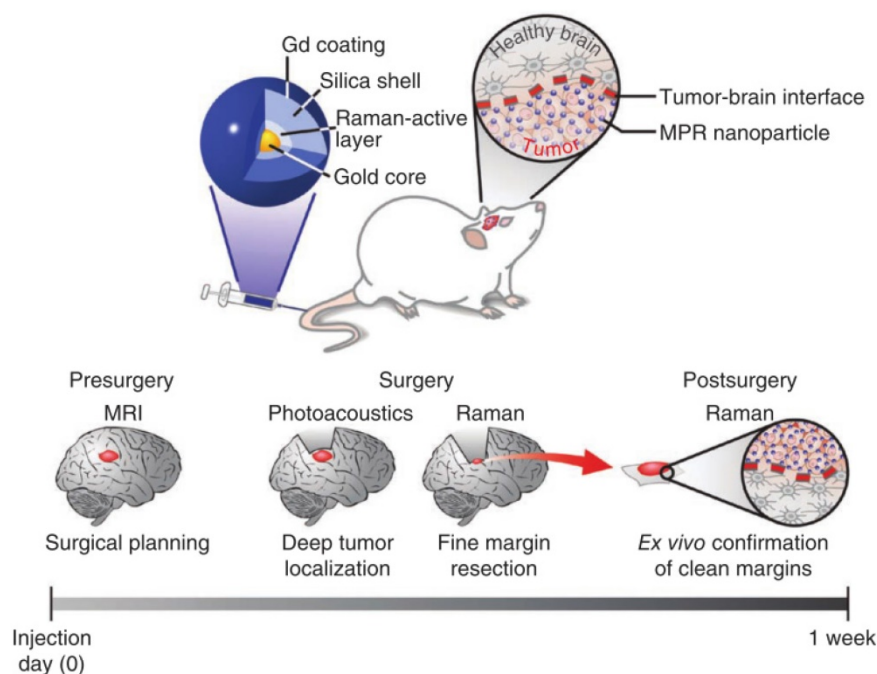 Gd coating
Silica shell
Raman-active
layer
Gold core
Healthy brain
Tumor
Tumor-brain interface
MPR nanoparticle
Presurgery
Surgery
Postsurgery
MRI
Photoacoustics
Raman
Raman
Surgical planning
Deep tumor
localization
Fine margin
resection
Ex vivo confirmation
of clean margins
Injection
day (0)
1 week